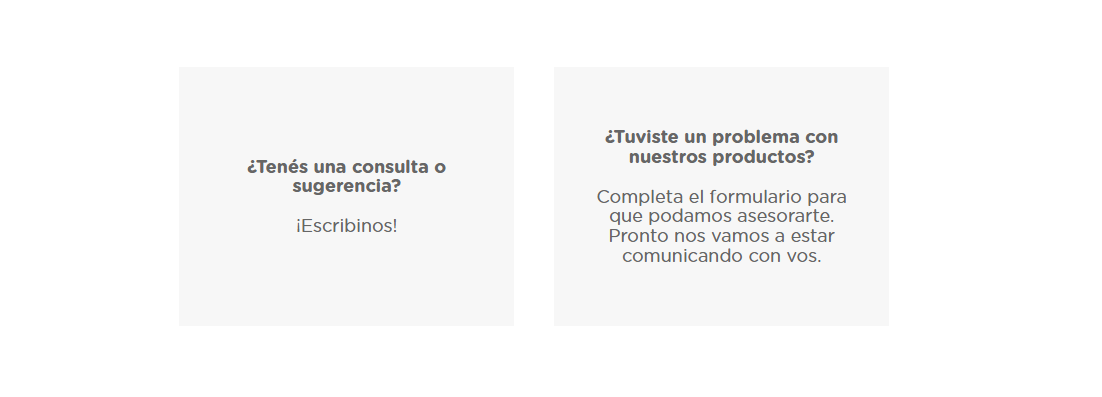 ¿Tenés una consulta o
sugerencia?
¡Escribinos!
¿Tuviste un problema con
nuestros productos?
Completa el formulario para
que podamos asesorarte.
Pronto nos vamos a estar
comunicando con vos.